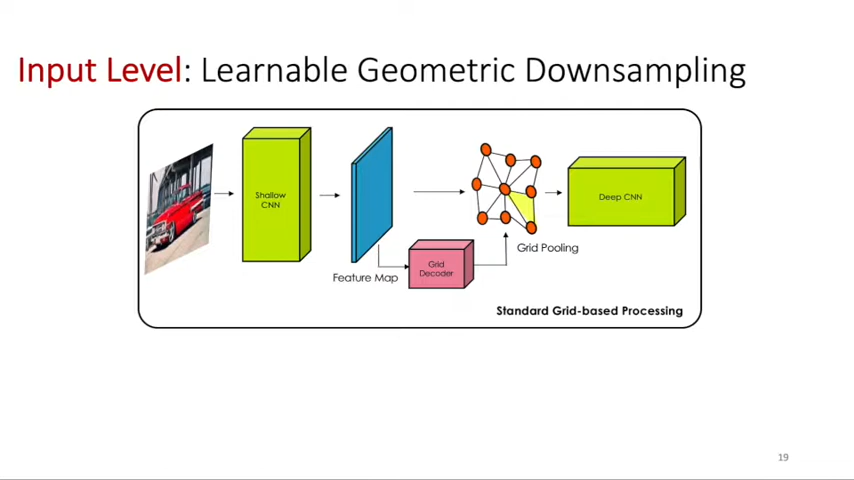 Input Level: Learnable Geometric Downsampling
Shallow
CNN
Deep CNN
Grid Pooling
Grid
Decoder
Feature Map
Standard Grid-based Processing
19